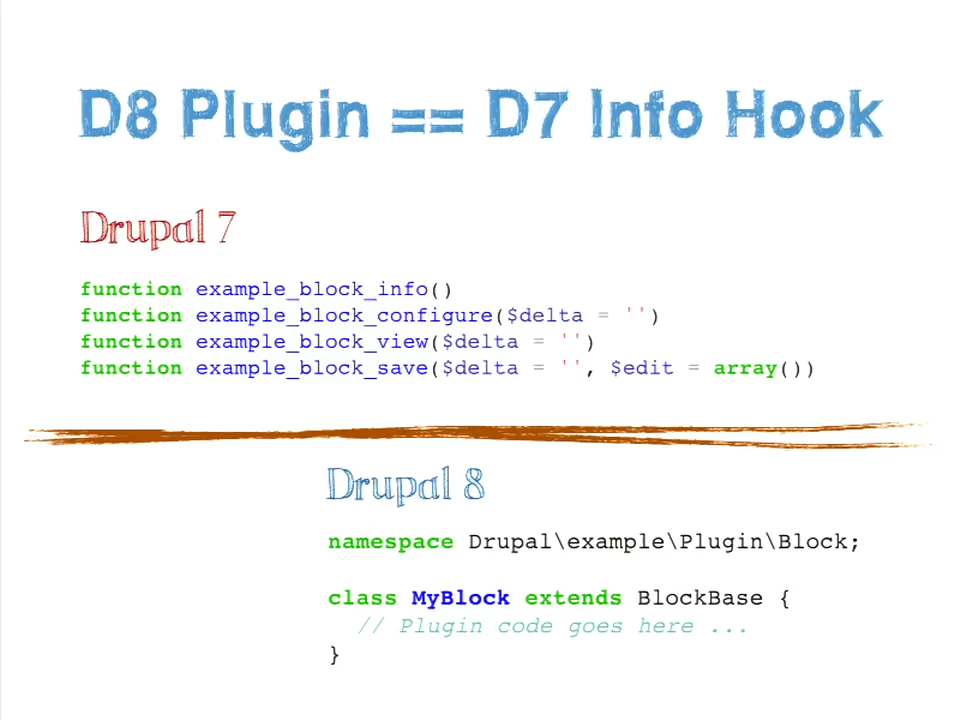 D8 Plugin == D7 Info Hook
Drupal 7
function example_block_info()
function example_block_configure($delta = '')
function example_block_view($delta = '')
function example_block_save($delta = '', $edit = array())
Drupal 8
namespace Drupal\example\Plugin\Block;
class MyBlock extends BlockBase {
// Plugin code goes here ...
}